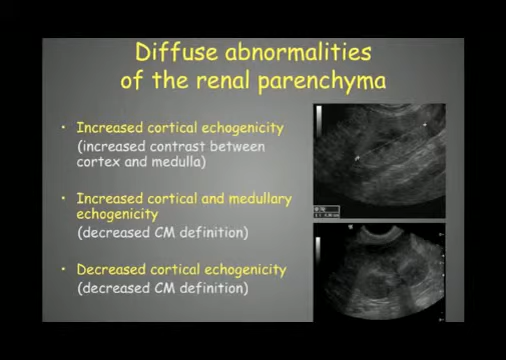 Diffuse abnormalities
of the renal parenchyma
• Increased cortical echogenicity
(increased contrast between
cortex and medulla)
• Increased cortical and medullary
echogenicity
(decreased CM definition)
• Decreased cortical echogenicity
(decreased CM definition)